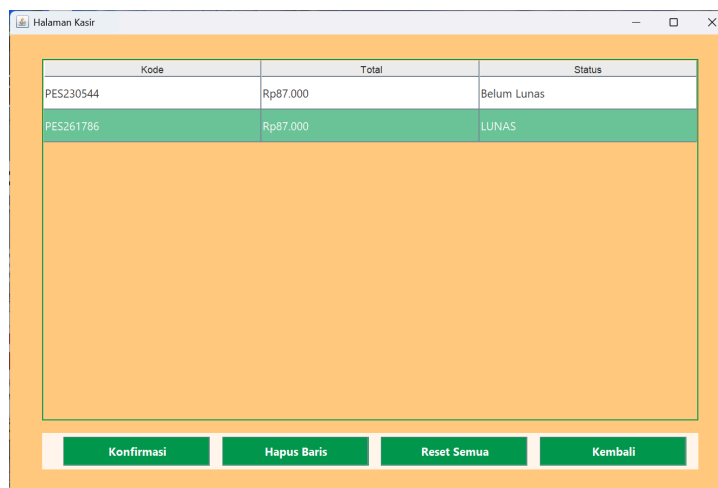 Halaman Kasir
Kode Total Status
PES230544 Rp87.000 Belum Lunas
PES261786 Rp87.000 LUNAS
Konfirmasi Hapus Baris Reset Semua Kembali